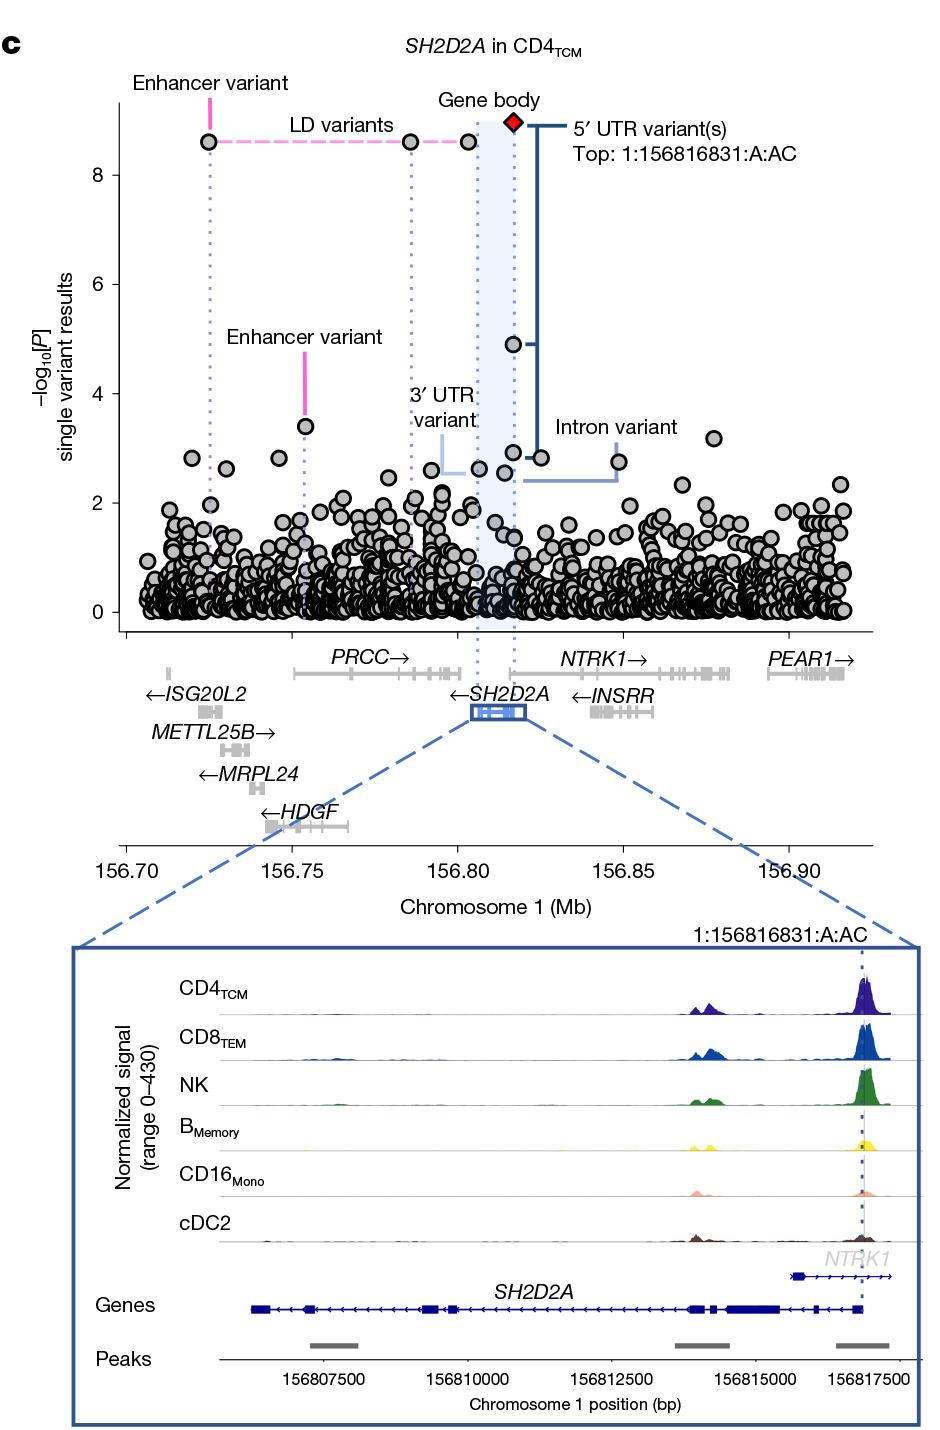 c
SH2D2A in CD4TCM
Enhancer variant
Gene body
LD variants
5′ UTR variant(s)
Top: 1:156816831:A:AC
8
6
Enhancer variant
–log10[P]
single variant results
4
3′ UTR
variant
Intron variant
2
0
PRCC→
NTRK1→
PEAR1→
←ISG20L2
←SH2D2A
←INSRR
METTL25B→
←MRPL24
←HDGF
156.70
156.75
156.80
156.85
156.90
Chromosome 1 (Mb)
1:156816831:A:AC
CD4TCM
CD8TEM
NK
BMemory
CD16Mono
cDC2
Normalized signal
(range 0–430)
NTRK1
SH2D2A
Genes
Peaks
156807500
156810000
156812500
156815000
156817500
Chromosome 1 position (bp)